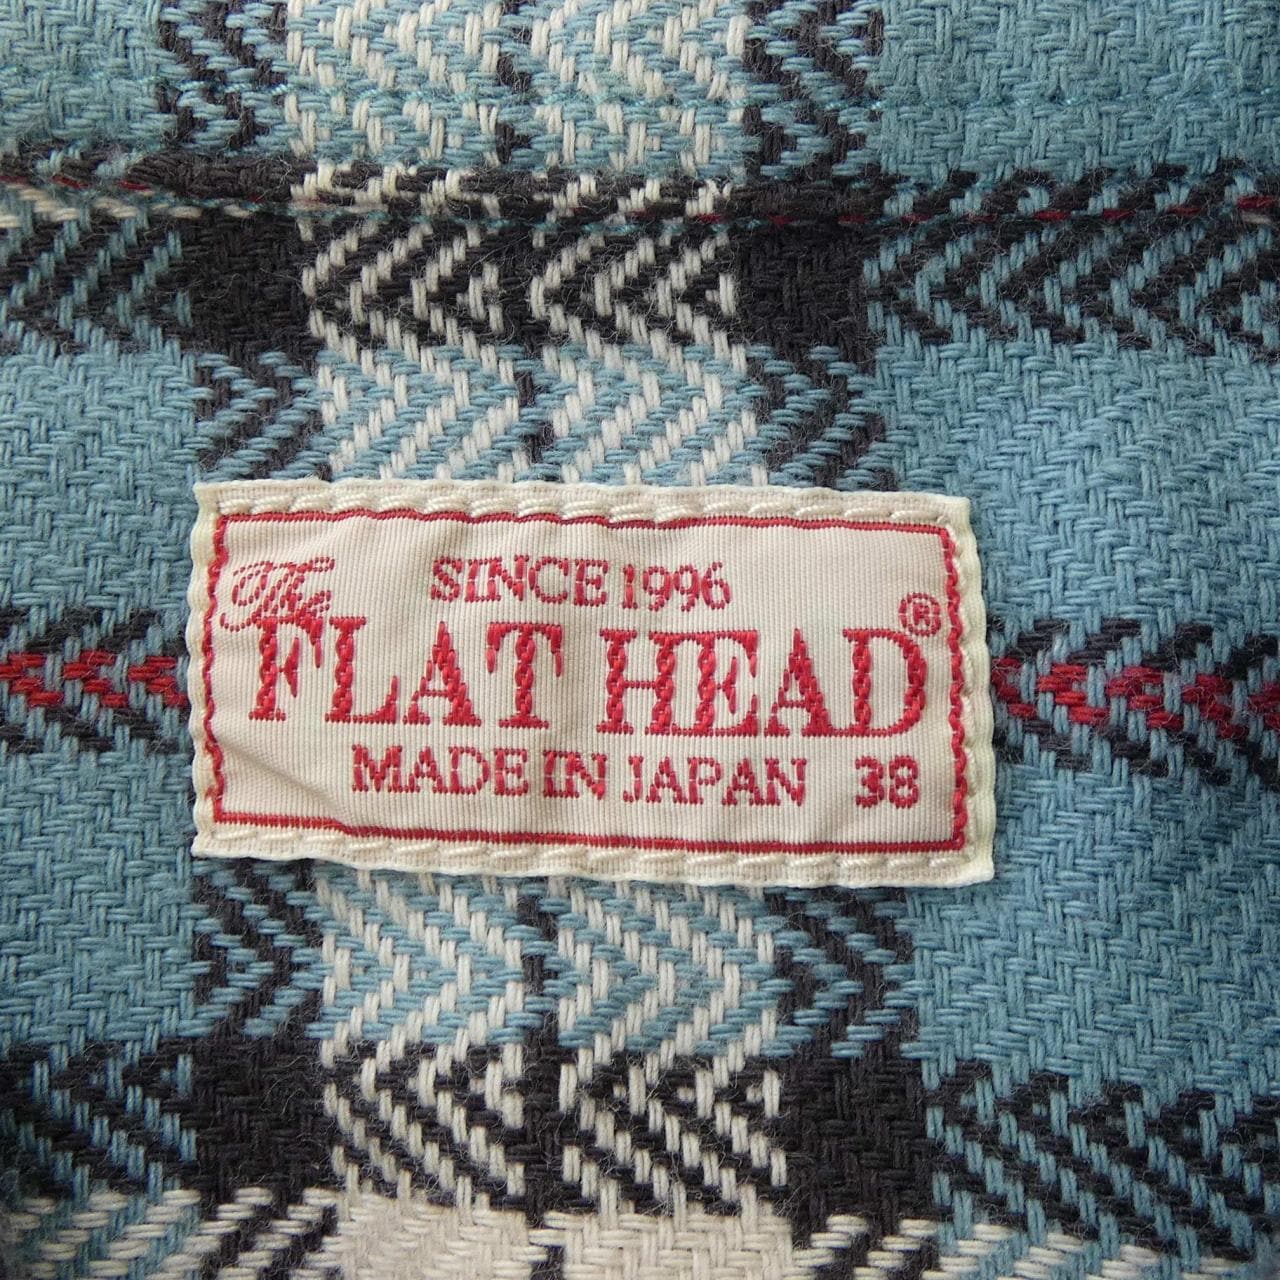 SINCE 1996
The
FLAT HEAD®
MADE IN JAPAN 38